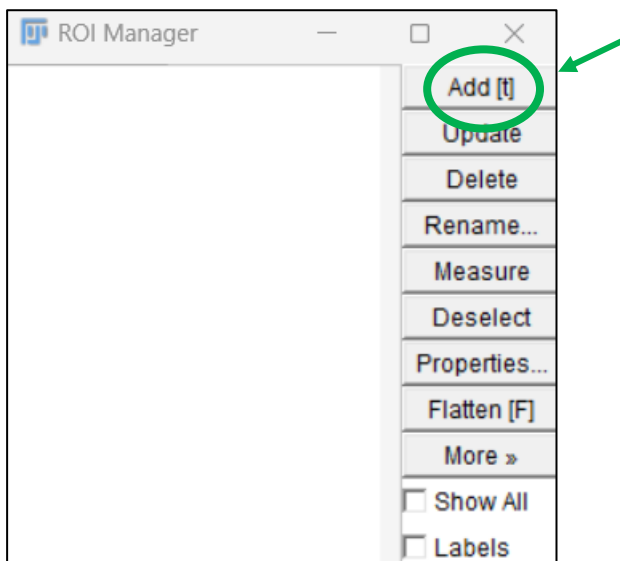 ROI Manager
Add [t]
Update
Delete
Rename...
Measure
Deselect
Properties...
Flatten [F]
More »
Show All
Labels